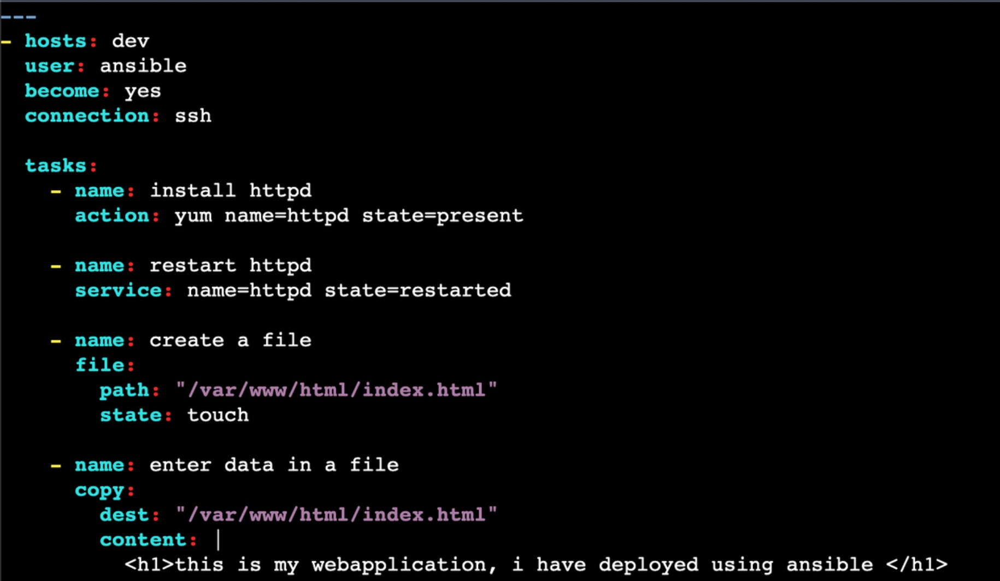 ---
- hosts: dev
  user: ansible
  become: yes
  connection: ssh

  tasks:
    - name: install httpd
      action: yum name=httpd state=present

    - name: restart httpd
      service: name=httpd state=restarted

    - name: create a file
      file:
        path: "/var/www/html/index.html"
        state: touch

    - name: enter data in a file
      copy:
        dest: "/var/www/html/index.html"
        content: |
          <h1>this is my webapplication, i have deployed using ansible </h1>